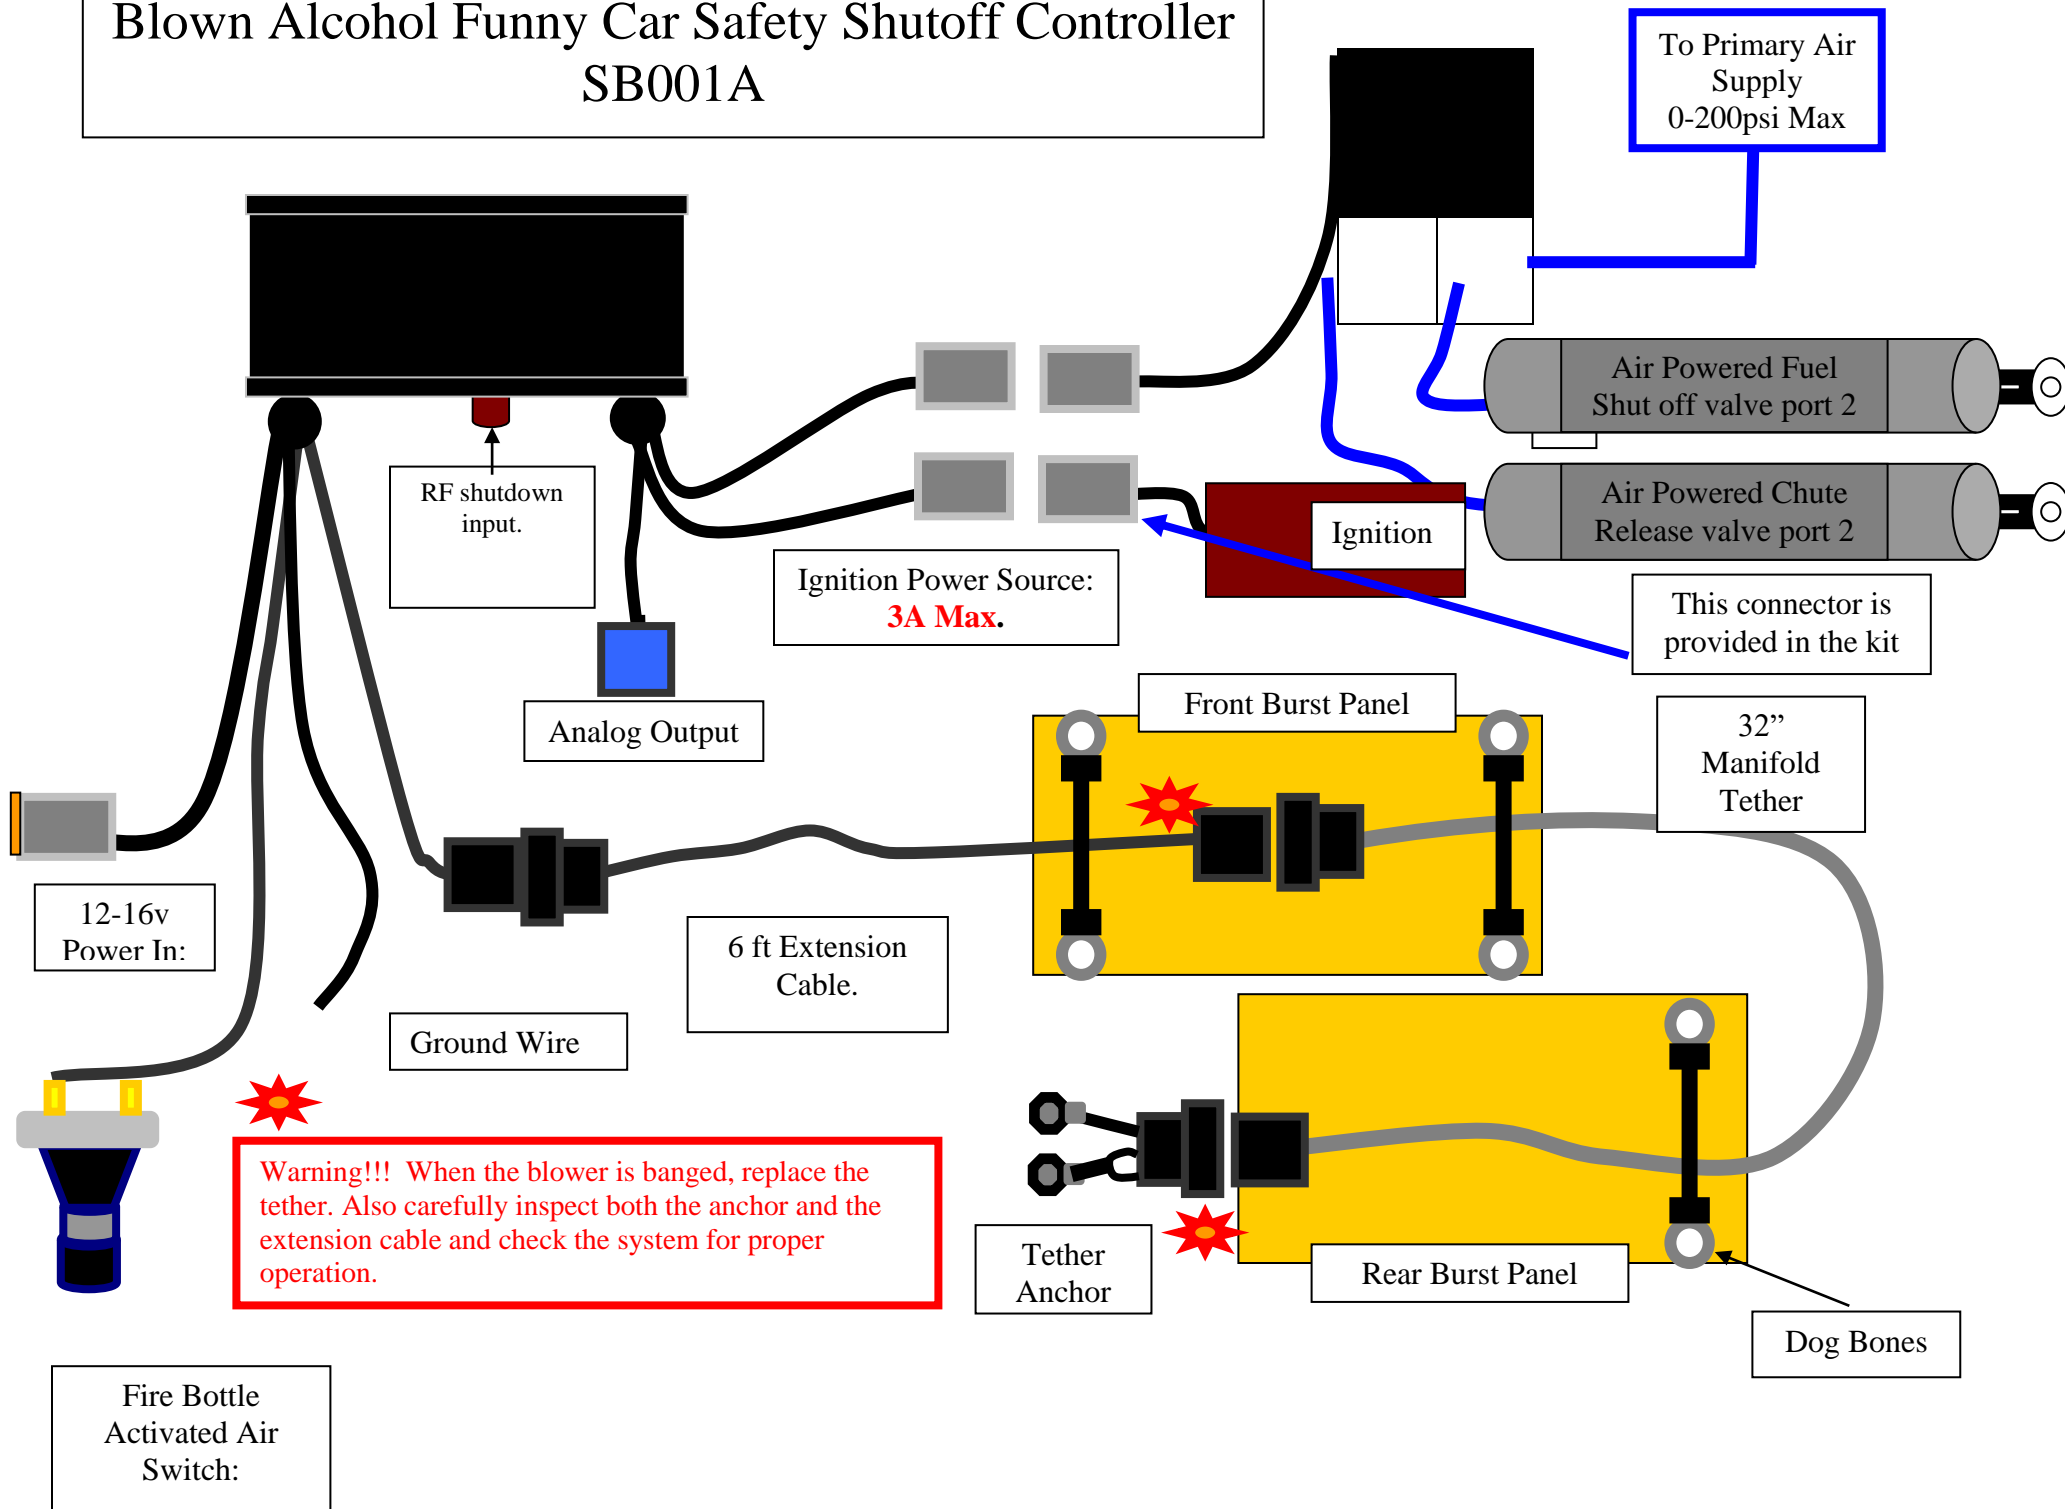 Blown Alcohol Funny Car Safety Shutoff Controller
SB001A
To Primary Air
Supply
0-200psi Max
Air Powered Fuel
Shut off valve port 2
Air Powered Chute
Release valve port 2
RF shutdown
input.
Ignition
Ignition Power Source:
3A Max.
This connector is
provided in the kit
Analog Output
Front Burst Panel
32”
Manifold
Tether
12-16v
Power In:
6 ft Extension
Cable.
Ground Wire
Warning!!!  When the blower is banged, replace the
tether. Also carefully inspect both the anchor and the
extension cable and check the system for proper
operation.
Tether
Anchor
Rear Burst Panel
Dog Bones
Fire Bottle
Activated Air
Switch: